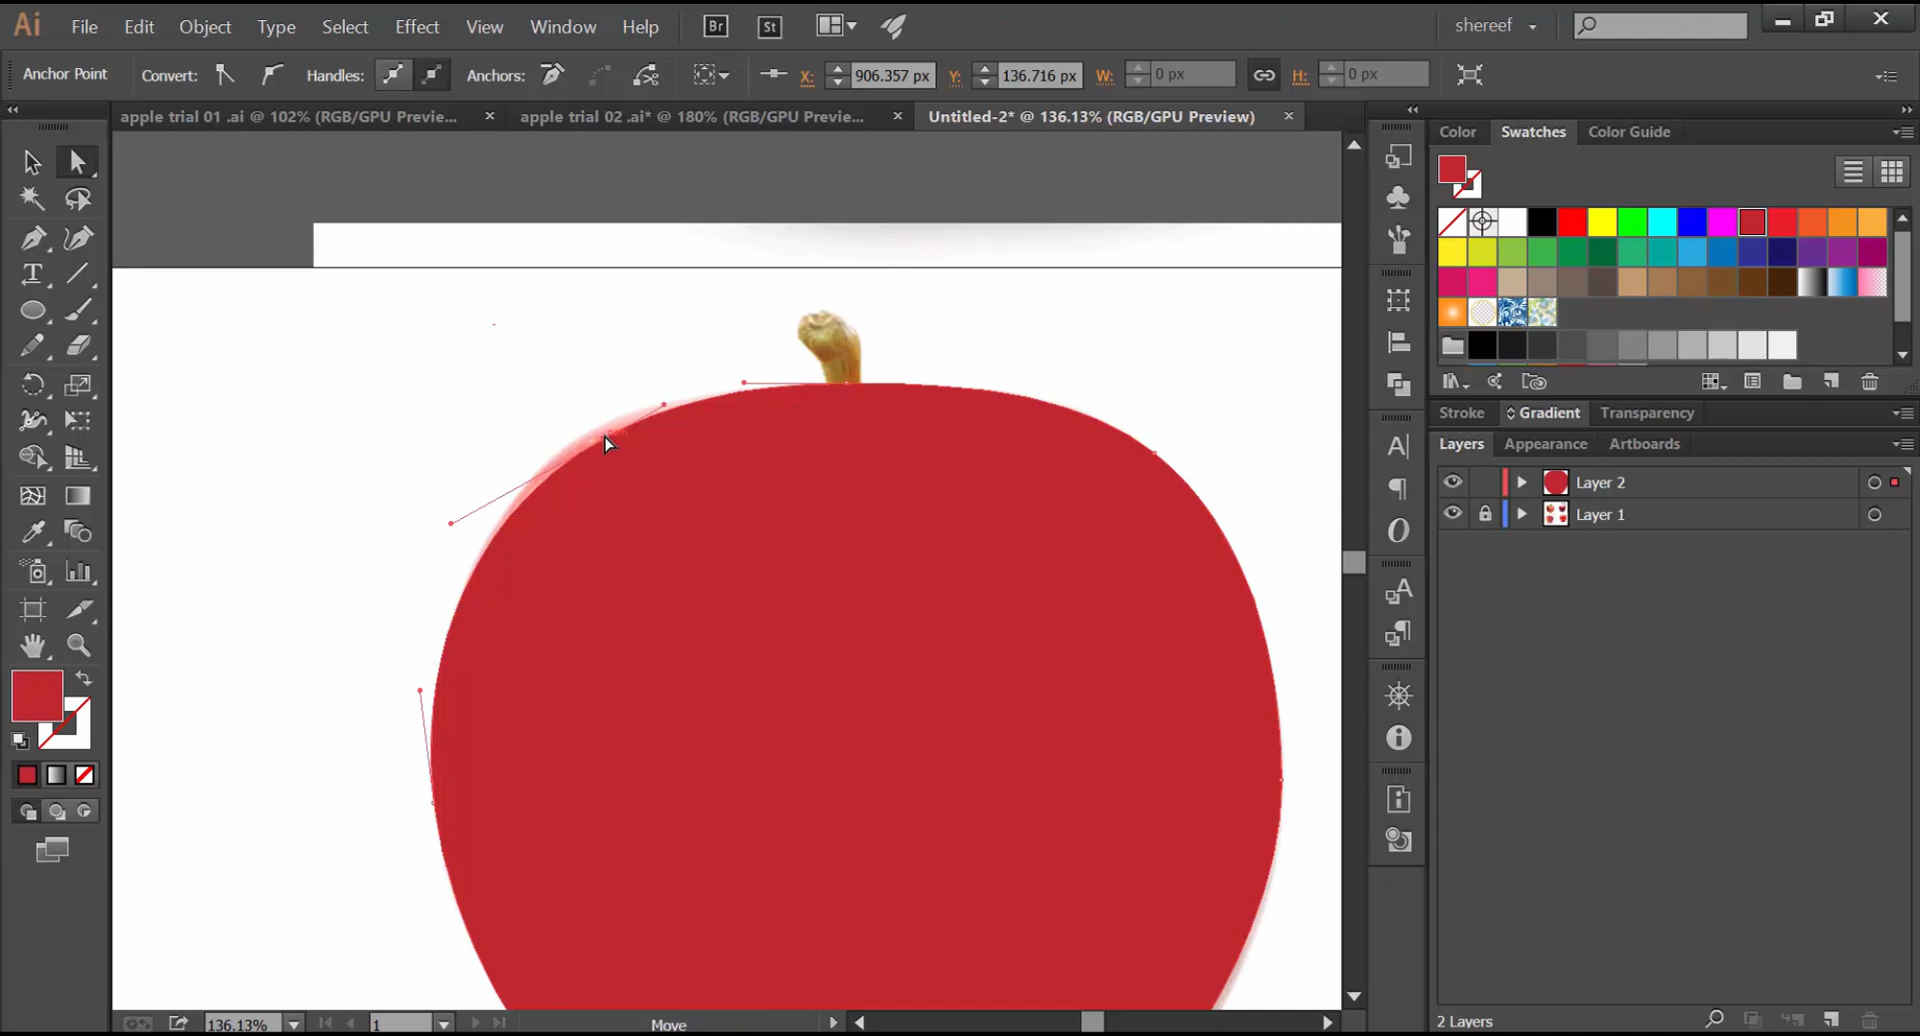 Ai File Edit Object Type Select Effect View Window Help Br St shereef
Anchor Point Convert: Handles: Anchors: X: 906.357 px Y: 136.716 px W: 0 px H: 0 px
apple trial 01 .ai @ 102% (RGB/GPU Previe... apple trial 02 .ai* @ 180% (RGB/GPU Previe... Untitled-2* @ 136.13% (RGB/GPU Preview)
Color Swatches Color Guide
Stroke Gradient Transparency
Layers Appearance Artboards
Layer 2
Layer 1
136.13% 1 Move
2 Layers